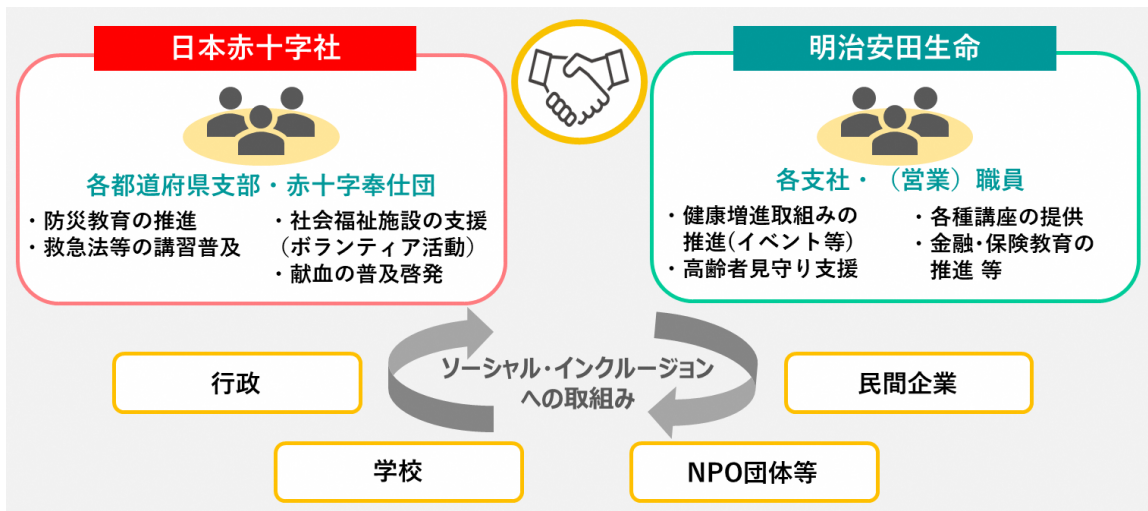 日本赤十字社
各都道府県支部・赤十字奉仕団
・防災教育の推進
・救急法等の講習普及
・社会福祉施設の支援
(ボランティア活動)
・献血の普及啓発
明治安田生命
各支社・（営業）職員
・健康増進取組みの
推進(イベント等)
・高齢者見守り支援
・各種講座の提供
・金融・保険教育の
推進 等
ソーシャル・インクルージョン
への取組み
行政
民間企業
学校
NPO団体等